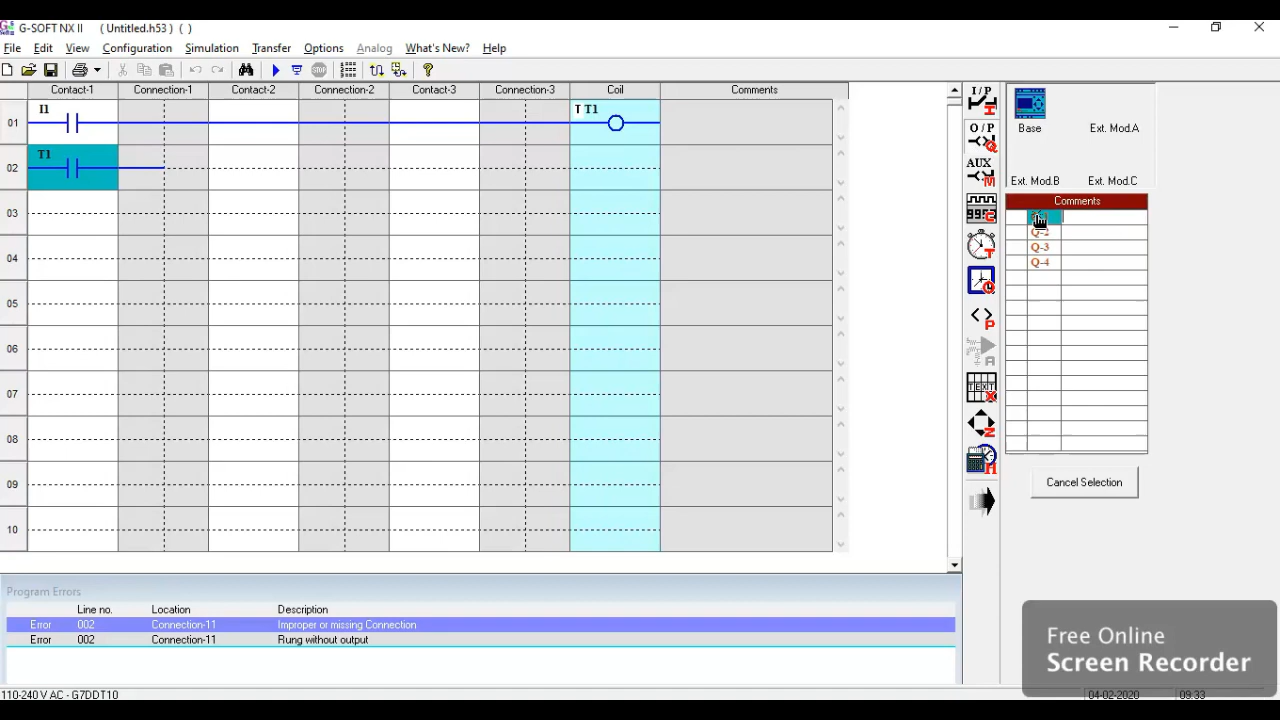 G-SOFT NX II ( Untitled.h53 ) ( )
File Edit View Configuration Simulation Transfer Options Analog What's New? Help
Contact-1 Connection-1 Contact-2 Connection-2 Contact-3 Connection-3 Coil Comments
01 I1 T T1
02 T1
03
04
05
06
07
08
09
10
I/P
I
O/P
Q
AUX
M
T
P
A
TEXT
X
Z
H
Base Ext. Mod.A
Ext. Mod.B Ext. Mod.C
Comments
Q-2
Q-3
Q-4
Cancel Selection
Program Errors
Line no. Location Description
Error 002 Connection-11 Improper or missing Connection
Error 002 Connection-11 Rung without output
Free Online
Screen Recorder
110-240 V AC - G7DDT10 04-02-2020 09:33